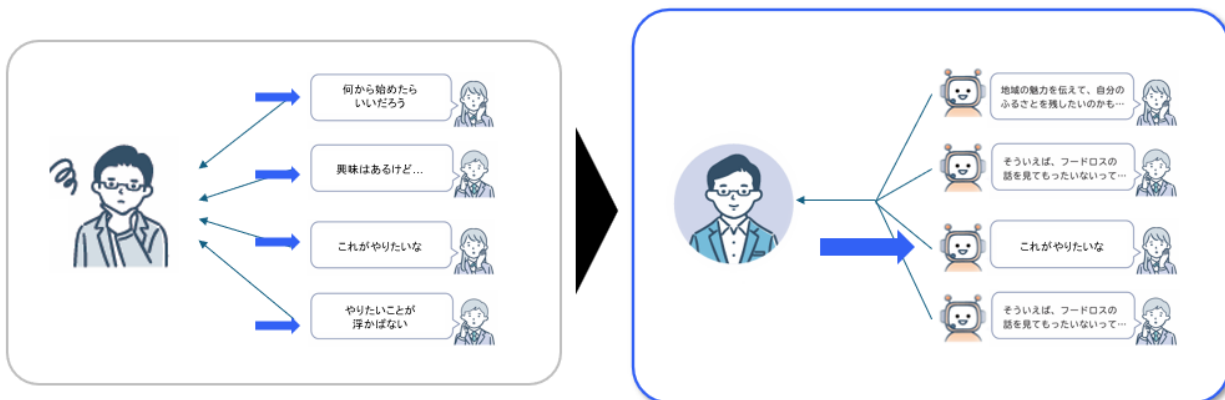 何から始めたら
いいだろう
興味はあるけど…
これがやりたいな
やりたいことが
浮かばない
地域の魅力を伝えて、自分の
ふるさとを残したいのかも…
そういえば、フードロスの
話を見てもったいないって…
これがやりたいな
そういえば、フードロスの
話を見てもったいないって…